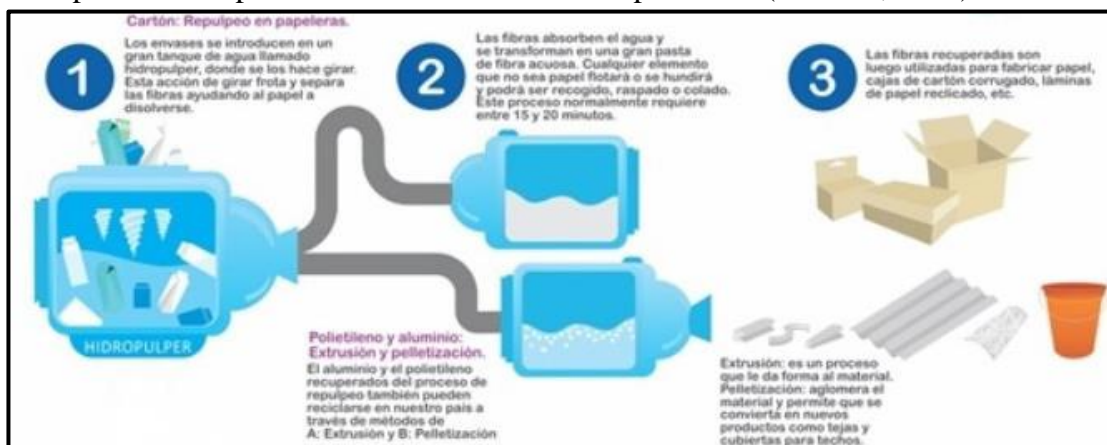 Cartón: Repulpeo en papeleras.
1
Los envases se introducen en un
gran tanque de agua llamado
hidropulper, donde se los hace girar.
Esta acción de girar frota y separa
las fibras ayudando al papel a
disolverse.
HIDROPULPER
2
Las fibras absorben el agua y
se transforman en una gran pasta
de fibra acuosa. Cualquier elemento
que no sea papel flotará o se hundirá
y podrá ser recogido, raspado o colado.
Este proceso normalmente requiere
entre 15 y 20 minutos.
3
Las fibras recuperadas son
luego utilizadas para fabricar papel,
cajas de cartón corrugado, láminas
de papel reciclado, etc.
Polietileno y aluminio:
Extrusión y pelletización.
El aluminio y el polietileno
recuperados del proceso de
repulpeo también pueden
reciclarse en nuestro país a
través de métodos de
A: Extrusión y B: Pelletización
Extrusión: es un proceso
que le da forma al material.
Pelletización: aglomera el
material y permite que se
convierta en nuevos
productos como tejas y
cubiertas para techos.